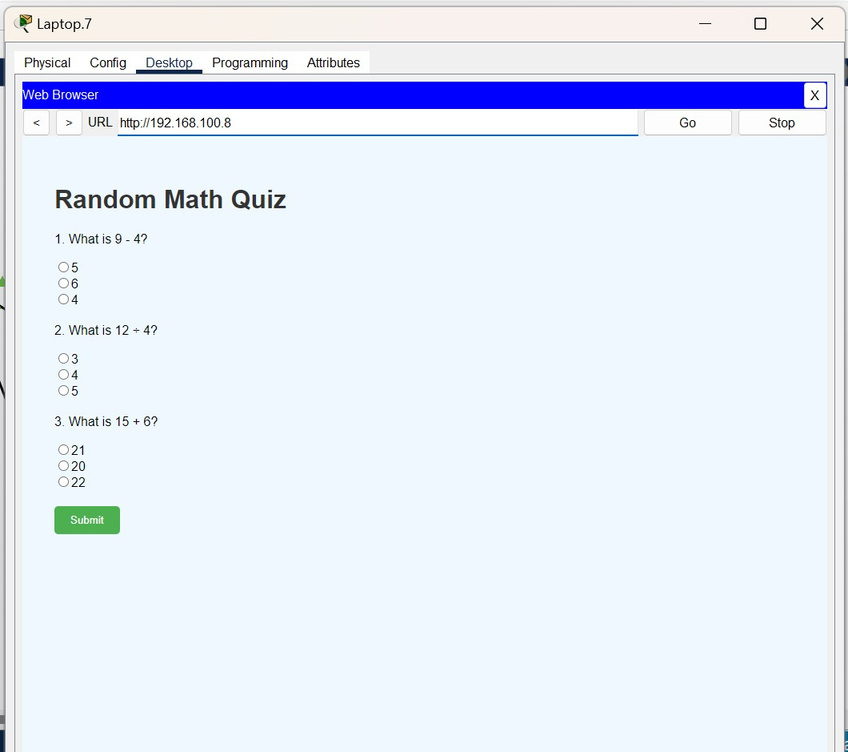 Laptop.7
Physical Config Desktop Programming Attributes
Web Browser X
< > URL http://192.168.100.8 Go Stop
Random Math Quiz
1. What is 9 - 4?
5
6
4
2. What is 12 ÷ 4?
3
4
5
3. What is 15 + 6?
21
20
22
Submit